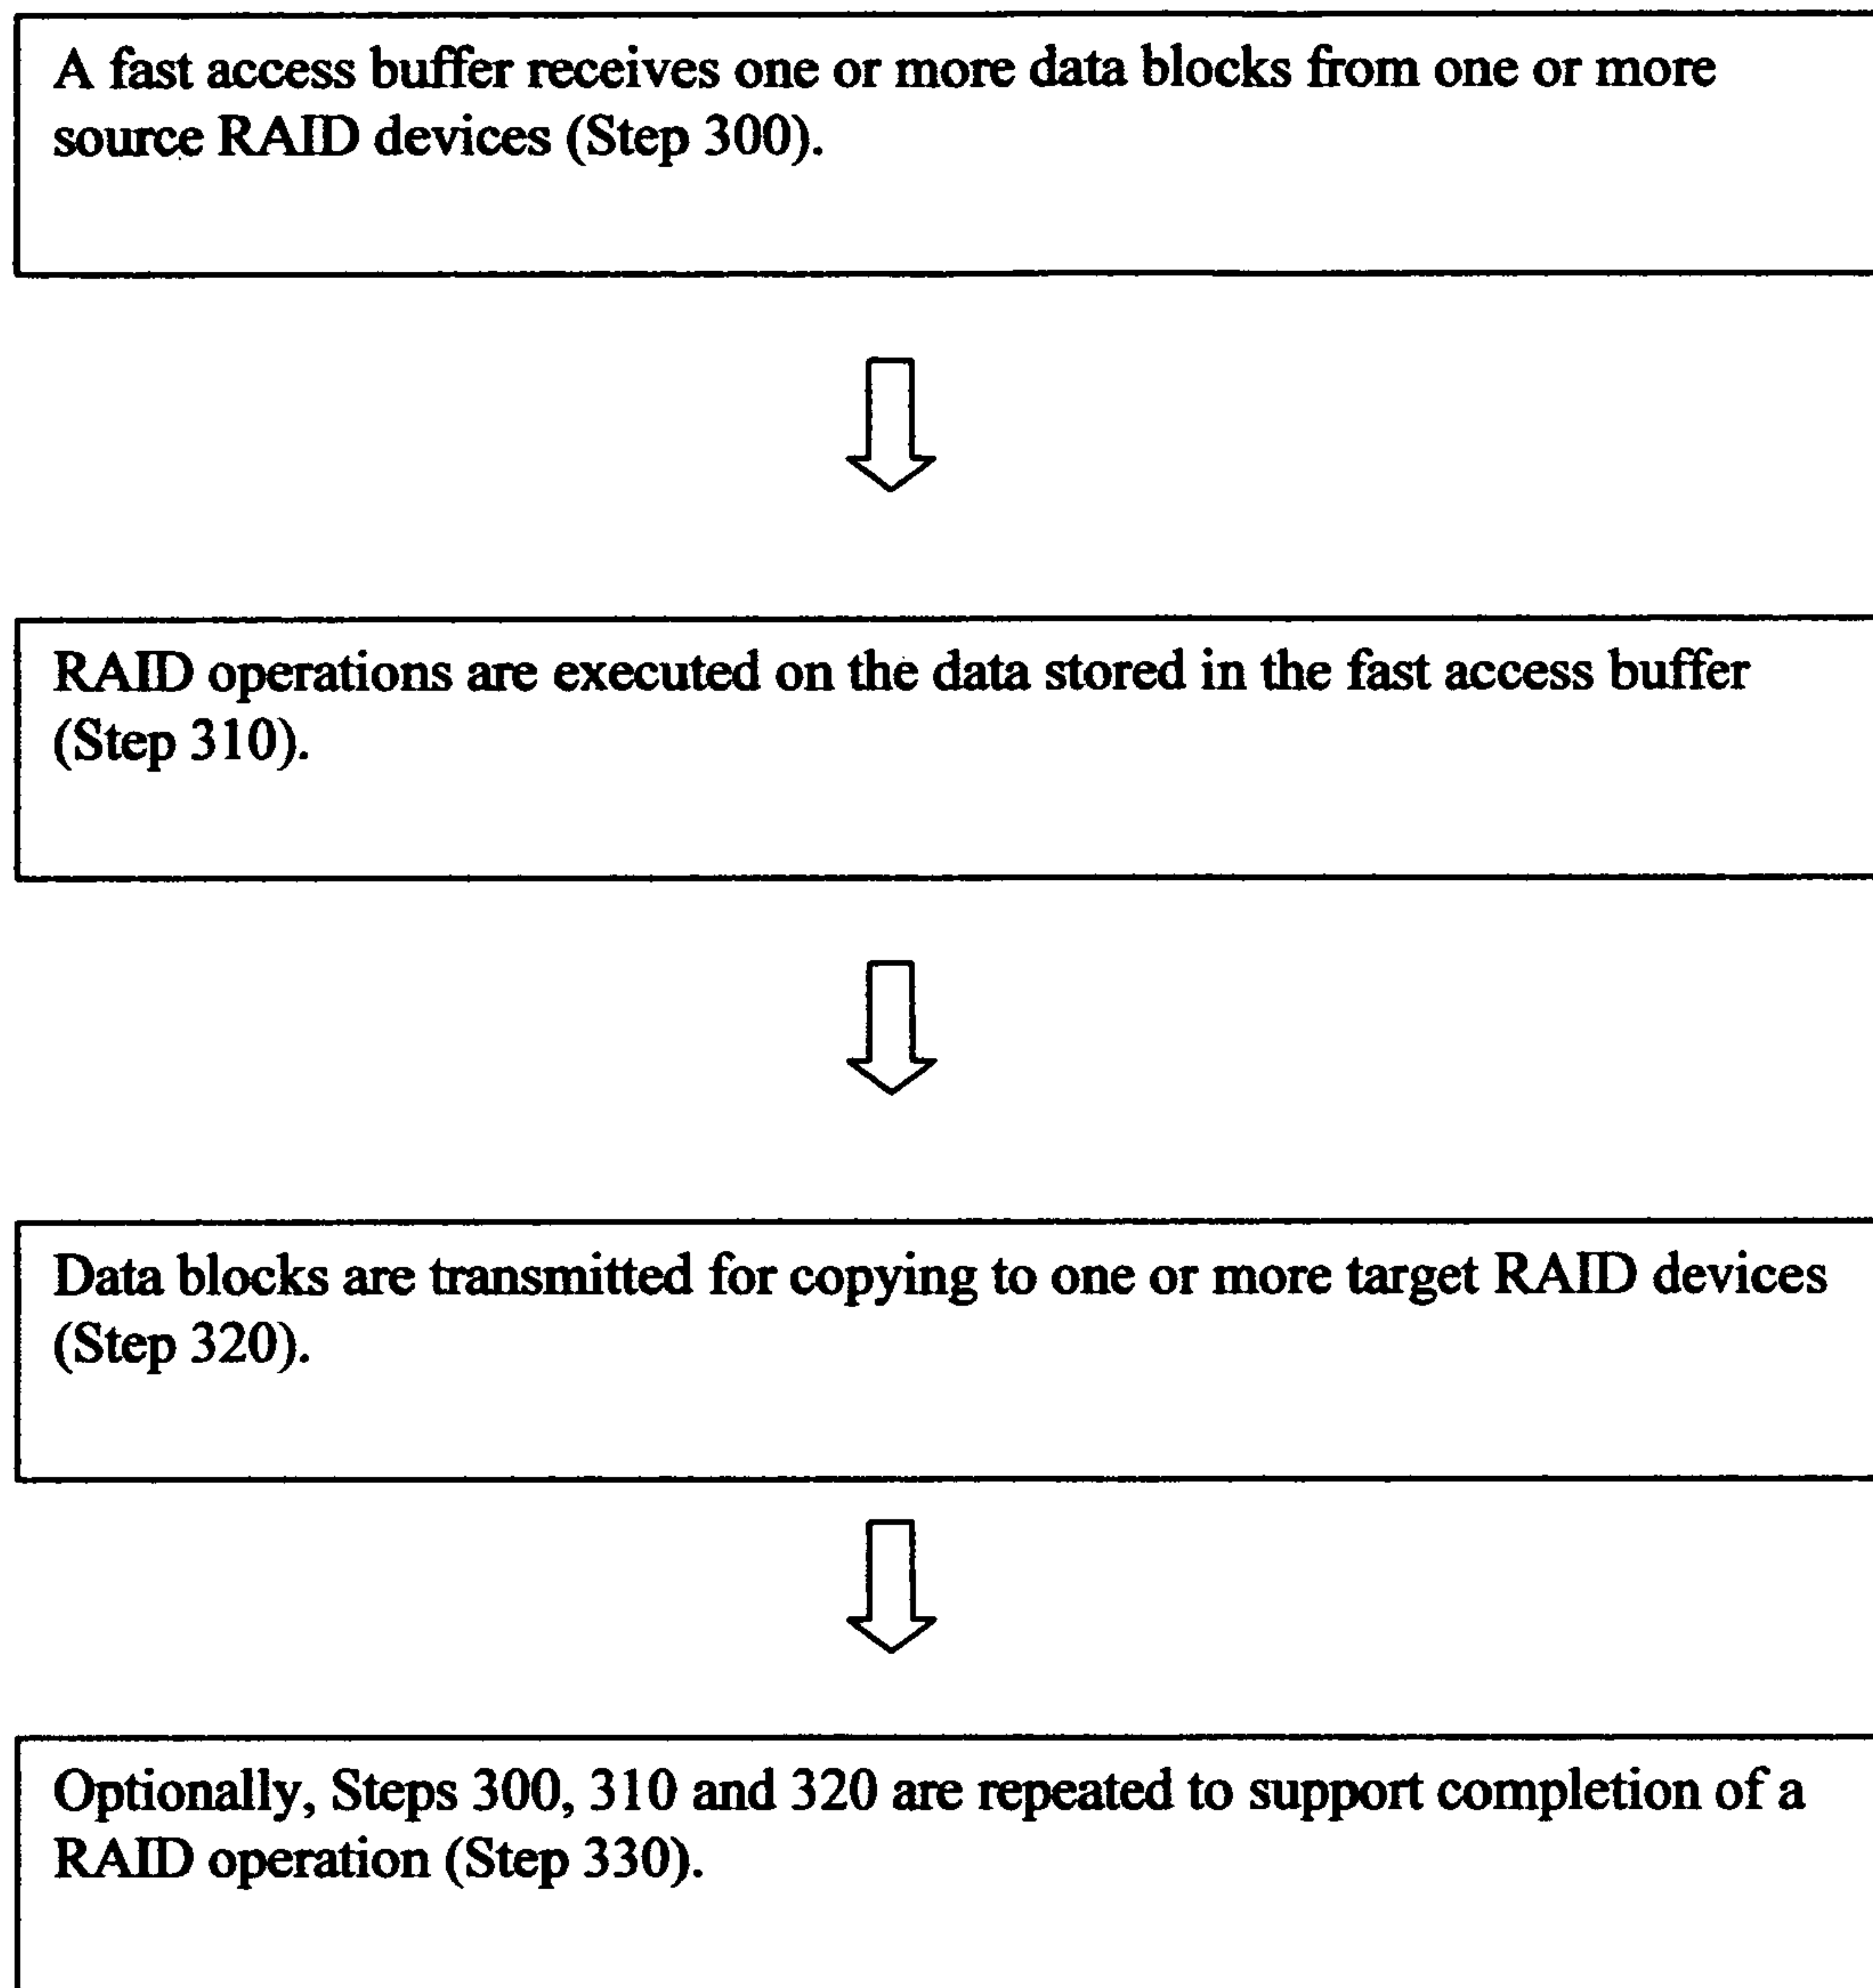 A fast access buffer receives one or more data blocks from one or more
source RAID devices (Step 300).
RAID operations are executed on the data stored in the fast access buffer
(Step 310).
Data blocks are transmitted for copying to one or more target RAID devices
(Step 320).
Optionally, Steps 300, 310 and 320 are repeated to support completion of a
RAID operation (Step 330).